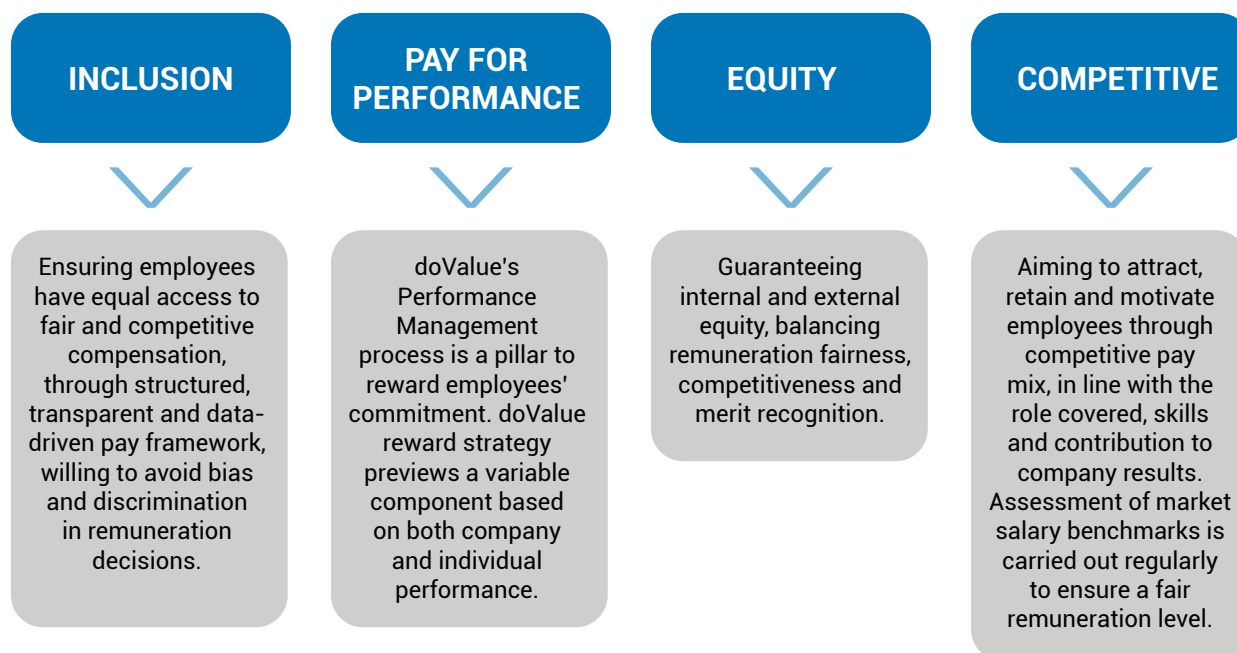 INCLUSION
Ensuring employees
have equal access to
fair and competitive
compensation,
through structured,
transparent and data-
driven pay framework,
willing to avoid bias
and discrimination
in remuneration
decisions.
PAY FOR
PERFORMANCE
doValue's
Performance
Management
process is a pillar to
reward employees'
commitment. doValue
reward strategy
previews a variable
component based
on both company
and individual
performance.
EQUITY
Guaranteeing
internal and external
equity, balancing
remuneration fairness,
competitiveness and
merit recognition.
COMPETITIVE
Aiming to attract,
retain and motivate
employees through
competitive pay
mix, in line with the
role covered, skills
and contribution to
company results.
Assessment of market
salary benchmarks is
carried out regularly
to ensure a fair
remuneration level.